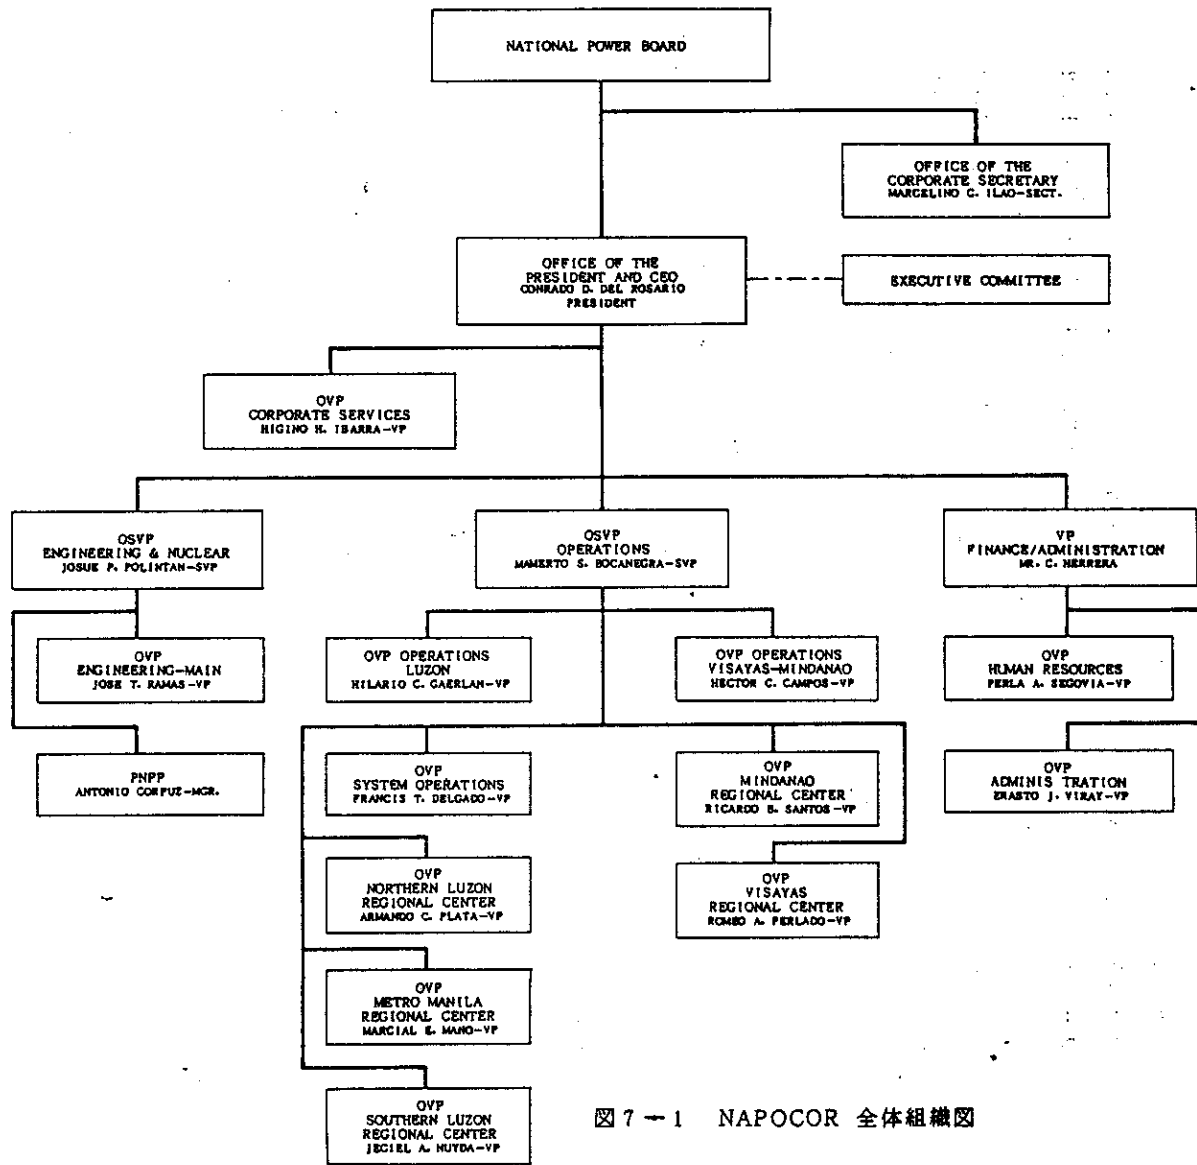 NATIONAL POWER BOARD
OFFICE OF THE
CORPORATE SECRETARY
MARCELINO C. ILAO-SECT.
OFFICE OF THE
PRESIDENT AND CEO
CONRADO D. DEL ROSARIO
PRESIDENT
EXECUTIVE COMMITTEE
OVP
CORPORATE SERVICES
HIGINO H. IBARRA-VP
OSVP
ENGINEERING & NUCLEAR
JOSUE P. POLINTAN-SVP
OSVP
OPERATIONS
MAMERTO S. BOCANEGRA-SVP
VP
FINANCE/ADMINISTRATION
MR. C. HERRERA
OVP
ENGINEERING-MAIN
JOSE T. RAMAS-VP
OVP OPERATIONS
LUZON
HILARIO C. GAERLAN-VP
OVP OPERATIONS
VISAYAS-MINDANAO
HECTOR C. CAMPOS-VP
OVP
HUMAN RESOURCES
PERLA A. SEGOVIA-VP
PNPP
ANTONIO CORPUZ-MGR.
OVP
SYSTEM OPERATIONS
FRANCIS T. DELGADO-VP
OVP
MINDANAO
REGIONAL CENTER
RICARDO B. SANTOS-VP
OVP
ADMINIS TRATION
ERASTO J. VIRAY-VP
OVP
NORTHERN LUZON
REGIONAL CENTER
ARMANDO C. PLATA-VP
OVP
VISAYAS
REGIONAL CENTER
ROMEO A. PERLADO-VP
OVP
METRO MANILA
REGIONAL CENTER
MARCIAL E. MANO-VP
OVP
SOUTHERN LUZON
REGIONAL CENTER
JEGIEL A. NUYDA-VP
図7-1 NAPOCOR 全体組織図